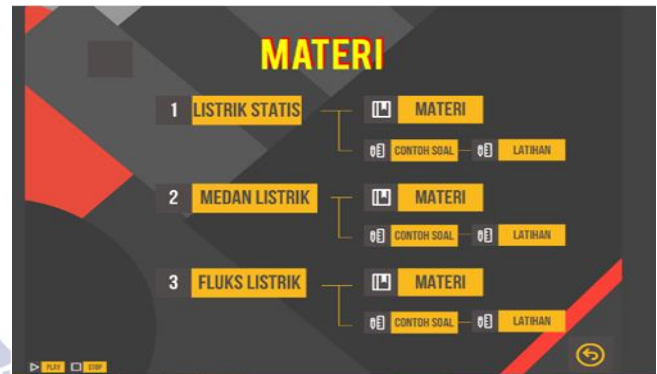 MATERI
1 LISTRIK STATIS MATERI
CONTOH SOAL LATIHAN
2 MEDAN LISTRIK MATERI
CONTOH SOAL LATIHAN
3 FLUKS LISTRIK MATERI
CONTOH SOAL LATIHAN
PLAY STOP